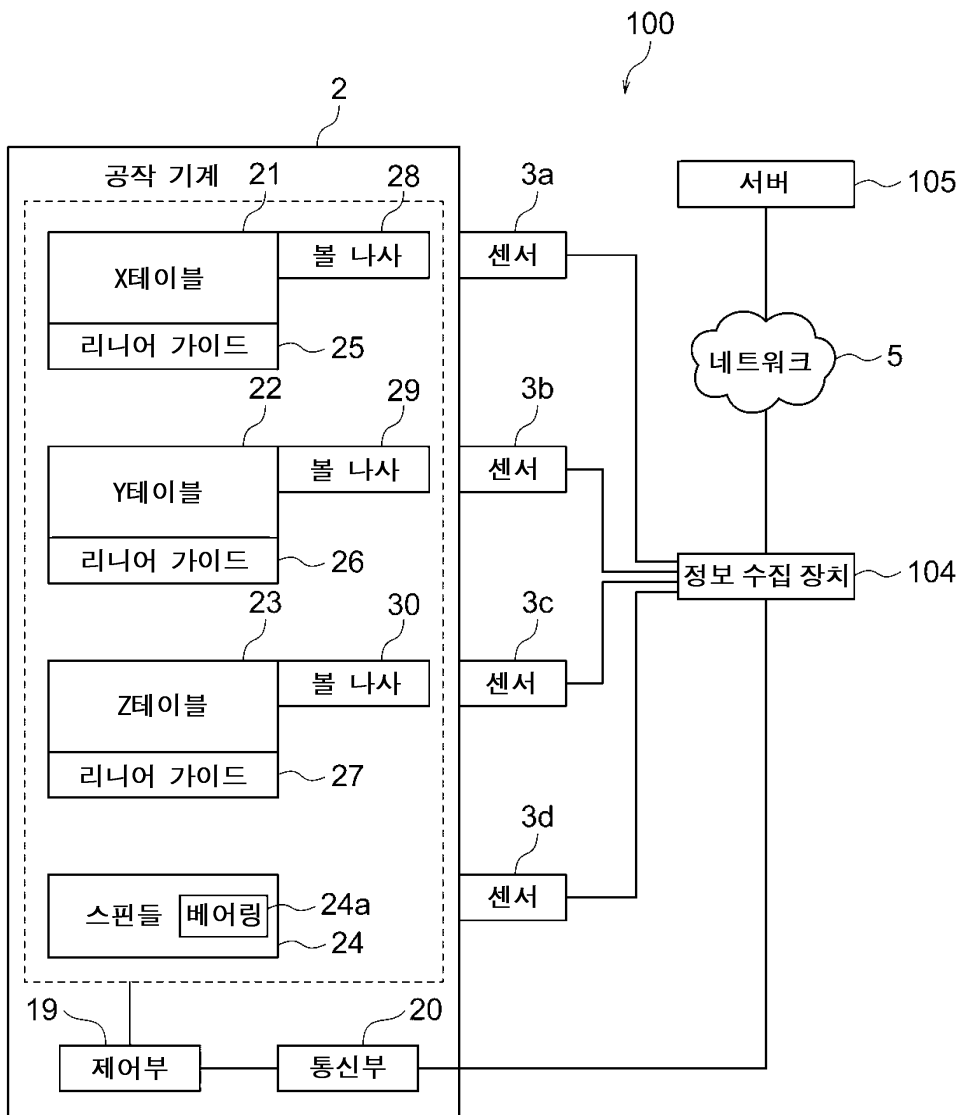 100
2
공작 기계
21
28
3a
서버
105
볼 나사
센서
X테이블
리니어 가이드
25
네트워크
5
22
29
3b
볼 나사
센서
Y테이블
리니어 가이드
26
정보 수집 장치
104
23
30
3c
볼 나사
센서
Z테이블
리니어 가이드
27
3d
센서
스핀들
베어링
24a
24
19
20
제어부
통신부